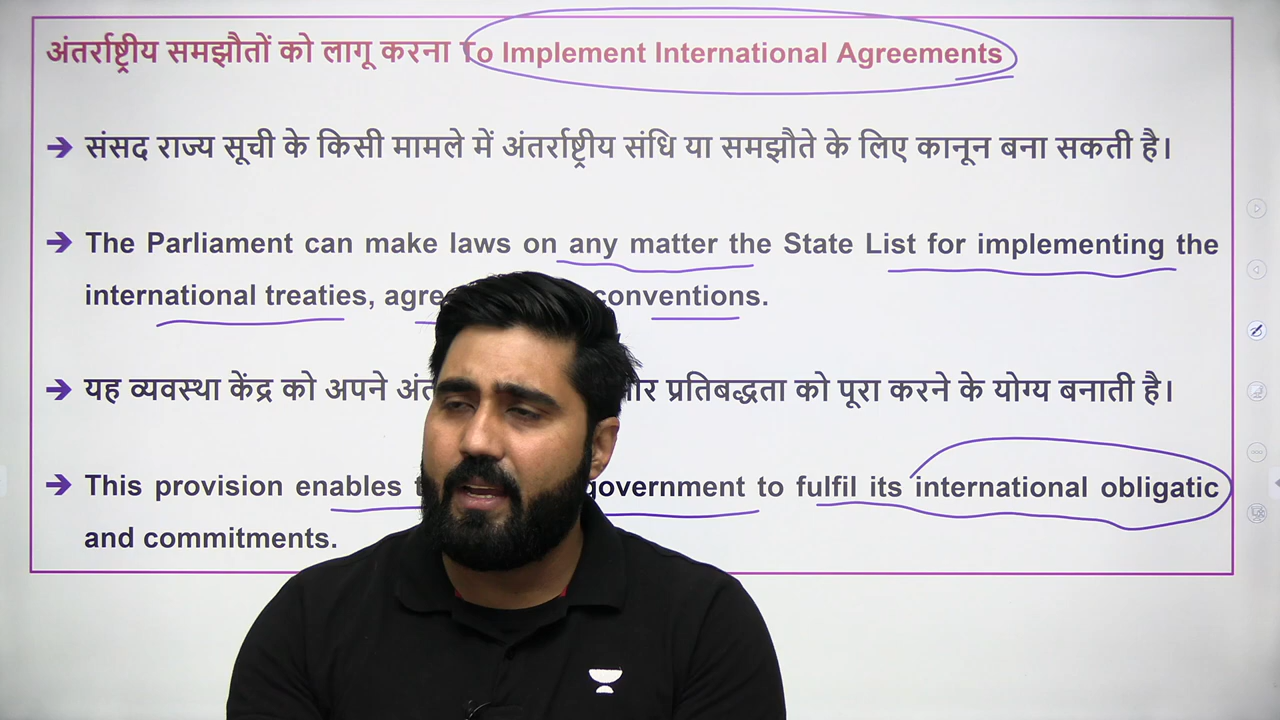 अंतर्राष्ट्रीय समझौतों को लागू करना To Implement International Agreements
➔ संसद राज्य सूची के किसी मामले में अंतर्राष्ट्रीय संधि या समझौते के लिए कानून बना सकती है।
➔ The Parliament can make laws on any matter the State List for implementing the
international treaties, conventions.
➔ यह व्यवस्था केंद्र को अपने प्रतिबद्धता को पूरा करने के योग्य बनाती है।
➔ This provision enables government to fulfil its international obligatic
and commitments.